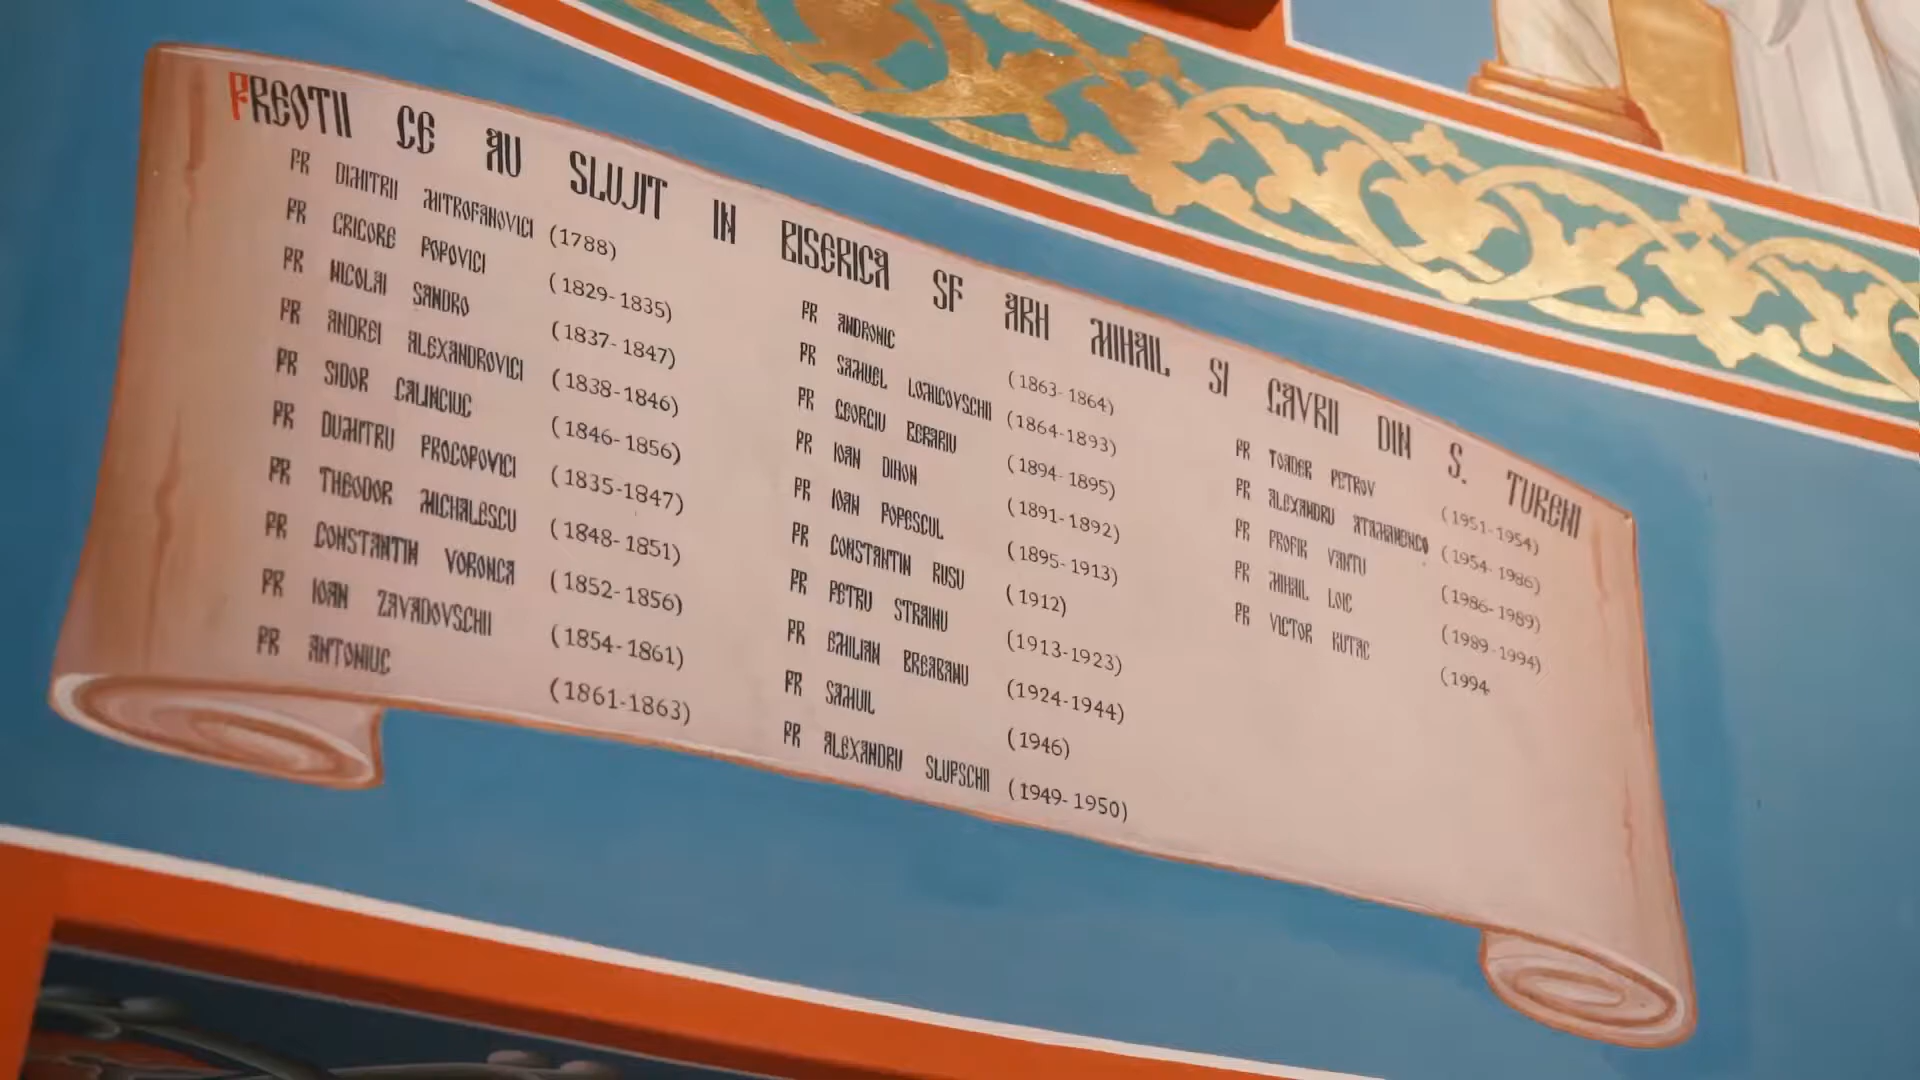 PREOTII CE AU SLUJIT IN BISERICA SF ARH MIHAIL SI GAVRIL DIN S. TURENI
PR DIMITRII MITROFANOVICI (1788)
PR GRIGORE POPOVICI (1829-1835)
PR NICOLAI SANDRO (1837-1847)
PR ANDREI ALEXANDROVICI (1838-1846)
PR SIDOR CALINCIUC (1846-1856)
PR DUMITRU PROCOPOVICI (1835-1847)
PR THEODOR MICHALESCU (1848-1851)
PR CONSTANTIN VORONCA (1852-1856)
PR IOAN ZAVADOVSCHII (1854-1861)
PR ANTONIUC (1861-1863)
PR ANDRONIC (1863-1864)
PR SAMUEL LOMICOVSCHII (1864-1893)
PR GEORGIU BERARIU (1894-1895)
PR IOAN DIHON (1891-1892)
PR IOAN POPESCUL (1895-1913)
PR CONSTANTIN RUSU (1912)
PR PETRU STRAINU (1913-1923)
PR EMILIAN BREABANU (1924-1944)
PR SAMUIL (1946)
PR ALEXANDRU SLUPSCHII (1949-1950)
PR TOADER PETROV (1951-1954)
PR ALEXANDRU ATAMANENCO (1954-1986)
PR PROFIR VANTU (1986-1989)
PR MIHAIL LOIC (1989-1994)
PR VICTOR KUTAC (1994